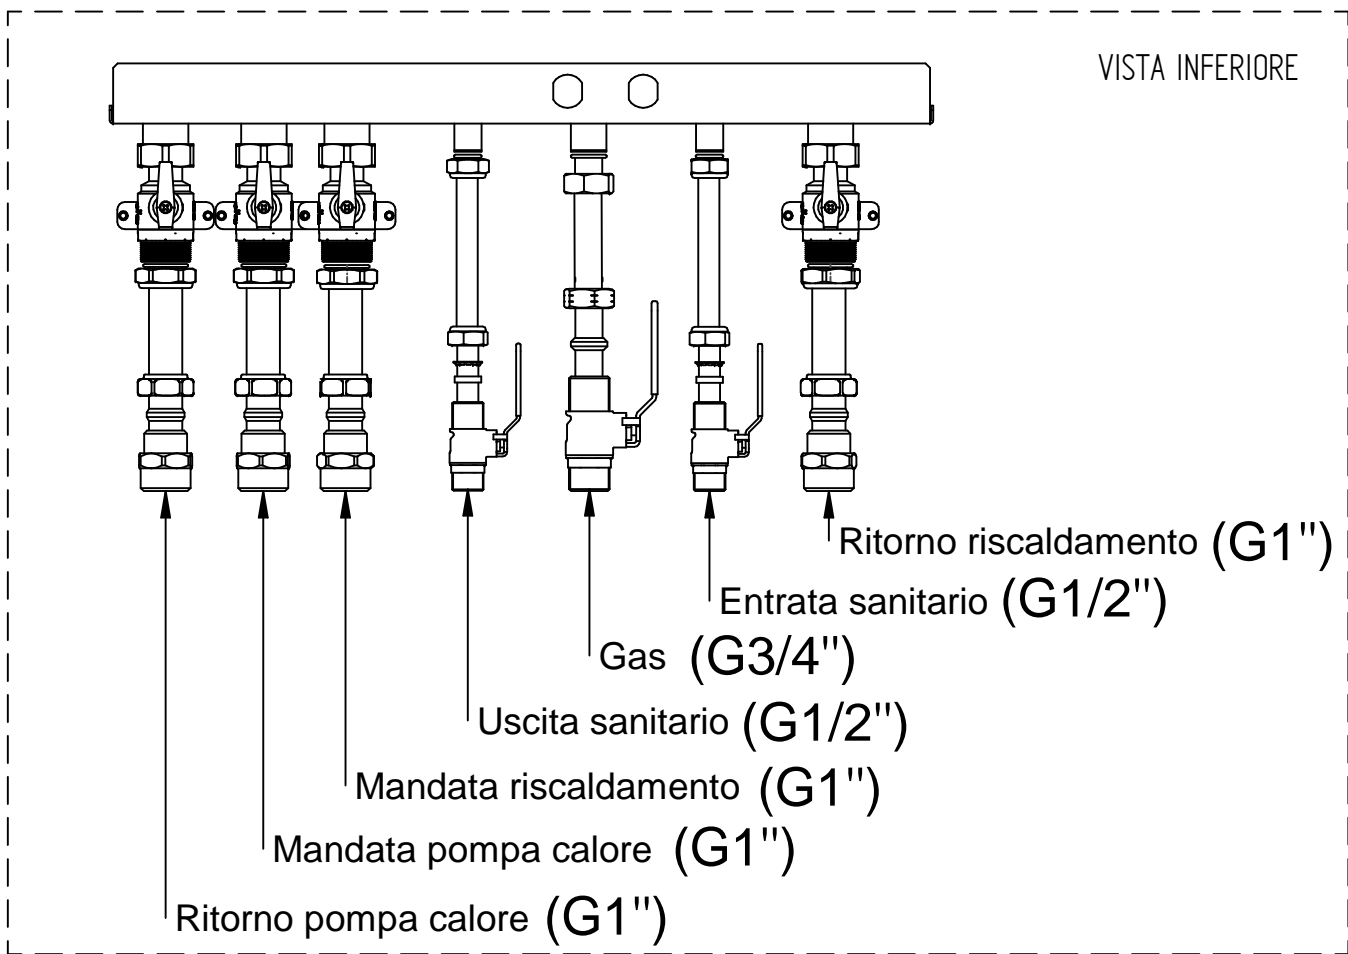 VISTA INFERIORE
Ritorno riscaldamento (G1")
Entrata sanitario (G1/2")
Gas (G3/4")
Uscita sanitario (G1/2")
Mandata riscaldamento (G1")
Mandata pompa calore (G1")
Ritorno pompa calore (G1")